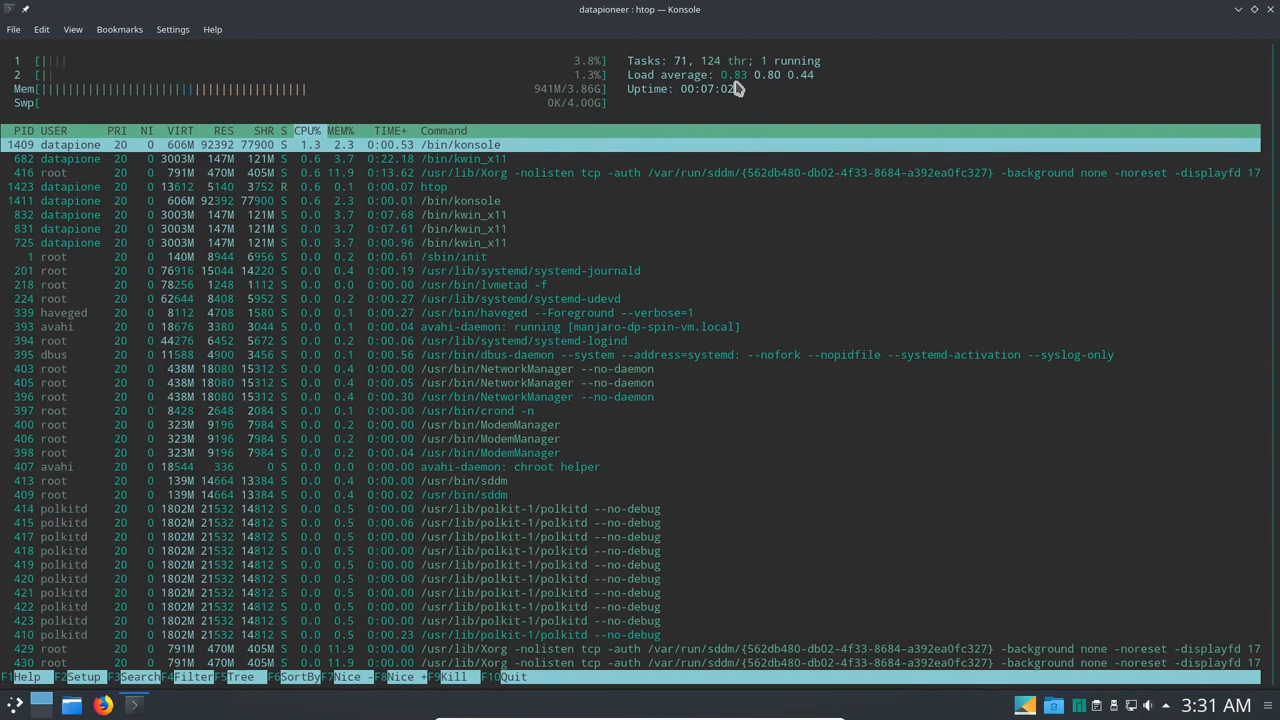 datapioneer : htop — Konsole
File Edit View Bookmarks Settings Help
1 [|||| 3.8%] Tasks: 71, 124 thr; 1 running
2 [|| 1.3%] Load average: 0.83 0.80 0.44
Mem[ 941M/3.86G] Uptime: 00:07:02
Swp[ 0K/4.00G]
PID USER PRI NI VIRT RES SHR S CPU% MEM% TIME+ Command
1409 datapione 20 0 606M 92392 77900 S 1.3 2.3 0:00.53 /bin/konsole
682 datapione 20 0 3003M 147M 121M S 0.6 3.7 0:22.18 /bin/kwin_x11
416 root 20 0 791M 470M 405M S 0.6 11.9 0:13.62 /usr/lib/Xorg -nolisten tcp -auth /var/run/sddm/{562db480-db02-4f33-8684-a392ea0fc327} -background none -noreset -displayfd 17
1423 datapione 20 0 13612 5140 3752 R 0.6 0.1 0:00.07 htop
1411 datapione 20 0 606M 92392 77900 S 0.6 2.3 0:00.01 /bin/konsole
832 datapione 20 0 3003M 147M 121M S 0.0 3.7 0:07.68 /bin/kwin_x11
831 datapione 20 0 3003M 147M 121M S 0.0 3.7 0:07.61 /bin/kwin_x11
725 datapione 20 0 3003M 147M 121M S 0.0 3.7 0:00.96 /bin/kwin_x11
1 root 20 0 140M 8944 6956 S 0.0 0.2 0:00.61 /sbin/init
201 root 20 0 76916 15044 14220 S 0.0 0.4 0:00.19 /usr/lib/systemd/systemd-journald
218 root 20 0 78256 1248 1112 S 0.0 0.0 0:00.00 /usr/bin/lvmetad -f
224 root 20 0 62644 8408 5952 S 0.0 0.2 0:00.27 /usr/lib/systemd/systemd-udevd
339 haveged 20 0 8112 4708 1580 S 0.0 0.1 0:00.27 /usr/bin/haveged --Foreground --verbose=1
393 avahi 20 0 18676 3380 3044 S 0.0 0.1 0:00.04 avahi-daemon: running [manjaro-dp-spin-vm.local]
394 root 20 0 44276 6452 5672 S 0.0 0.2 0:00.06 /usr/lib/systemd/systemd-logind
395 dbus 20 0 11588 4900 3456 S 0.0 0.1 0:00.56 /usr/bin/dbus-daemon --system --address=systemd: --nofork --nopidfile --systemd-activation --syslog-only
403 root 20 0 438M 18080 15312 S 0.0 0.4 0:00.00 /usr/bin/NetworkManager --no-daemon
405 root 20 0 438M 18080 15312 S 0.0 0.4 0:00.05 /usr/bin/NetworkManager --no-daemon
396 root 20 0 438M 18080 15312 S 0.0 0.4 0:00.30 /usr/bin/NetworkManager --no-daemon
397 root 20 0 8428 2648 2084 S 0.0 0.1 0:00.00 /usr/bin/crond -n
400 root 20 0 323M 9196 7984 S 0.0 0.2 0:00.00 /usr/bin/ModemManager
406 root 20 0 323M 9196 7984 S 0.0 0.2 0:00.00 /usr/bin/ModemManager
398 root 20 0 323M 9196 7984 S 0.0 0.2 0:00.04 /usr/bin/ModemManager
407 avahi 20 0 18544 336 0 S 0.0 0.0 0:00.00 avahi-daemon: chroot helper
413 root 20 0 139M 14664 13384 S 0.0 0.4 0:00.00 /usr/bin/sddm
409 root 20 0 139M 14664 13384 S 0.0 0.4 0:00.02 /usr/bin/sddm
414 polkitd 20 0 1802M 21532 14812 S 0.0 0.5 0:00.00 /usr/lib/polkit-1/polkitd --no-debug
415 polkitd 20 0 1802M 21532 14812 S 0.0 0.5 0:00.06 /usr/lib/polkit-1/polkitd --no-debug
417 polkitd 20 0 1802M 21532 14812 S 0.0 0.5 0:00.00 /usr/lib/polkit-1/polkitd --no-debug
418 polkitd 20 0 1802M 21532 14812 S 0.0 0.5 0:00.00 /usr/lib/polkit-1/polkitd --no-debug
419 polkitd 20 0 1802M 21532 14812 S 0.0 0.5 0:00.00 /usr/lib/polkit-1/polkitd --no-debug
420 polkitd 20 0 1802M 21532 14812 S 0.0 0.5 0:00.00 /usr/lib/polkit-1/polkitd --no-debug
421 polkitd 20 0 1802M 21532 14812 S 0.0 0.5 0:00.00 /usr/lib/polkit-1/polkitd --no-debug
422 polkitd 20 0 1802M 21532 14812 S 0.0 0.5 0:00.00 /usr/lib/polkit-1/polkitd --no-debug
423 polkitd 20 0 1802M 21532 14812 S 0.0 0.5 0:00.00 /usr/lib/polkit-1/polkitd --no-debug
410 polkitd 20 0 1802M 21532 14812 S 0.0 0.5 0:00.23 /usr/lib/polkit-1/polkitd --no-debug
429 root 20 0 791M 470M 405M S 0.0 11.9 0:00.00 /usr/lib/Xorg -nolisten tcp -auth /var/run/sddm/{562db480-db02-4f33-8684-a392ea0fc327} -background none -noreset -displayfd 17
430 root 20 0 791M 470M 405M S 0.0 11.9 0:00.00 /usr/lib/Xorg -nolisten tcp -auth /var/run/sddm/{562db480-db02-4f33-8684-a392ea0fc327} -background none -noreset -displayfd 17
F1Help F2Setup F3SearchF4FilterF5Tree F6SortByF7Nice -F8Nice +F9Kill F10Quit
3:31 AM